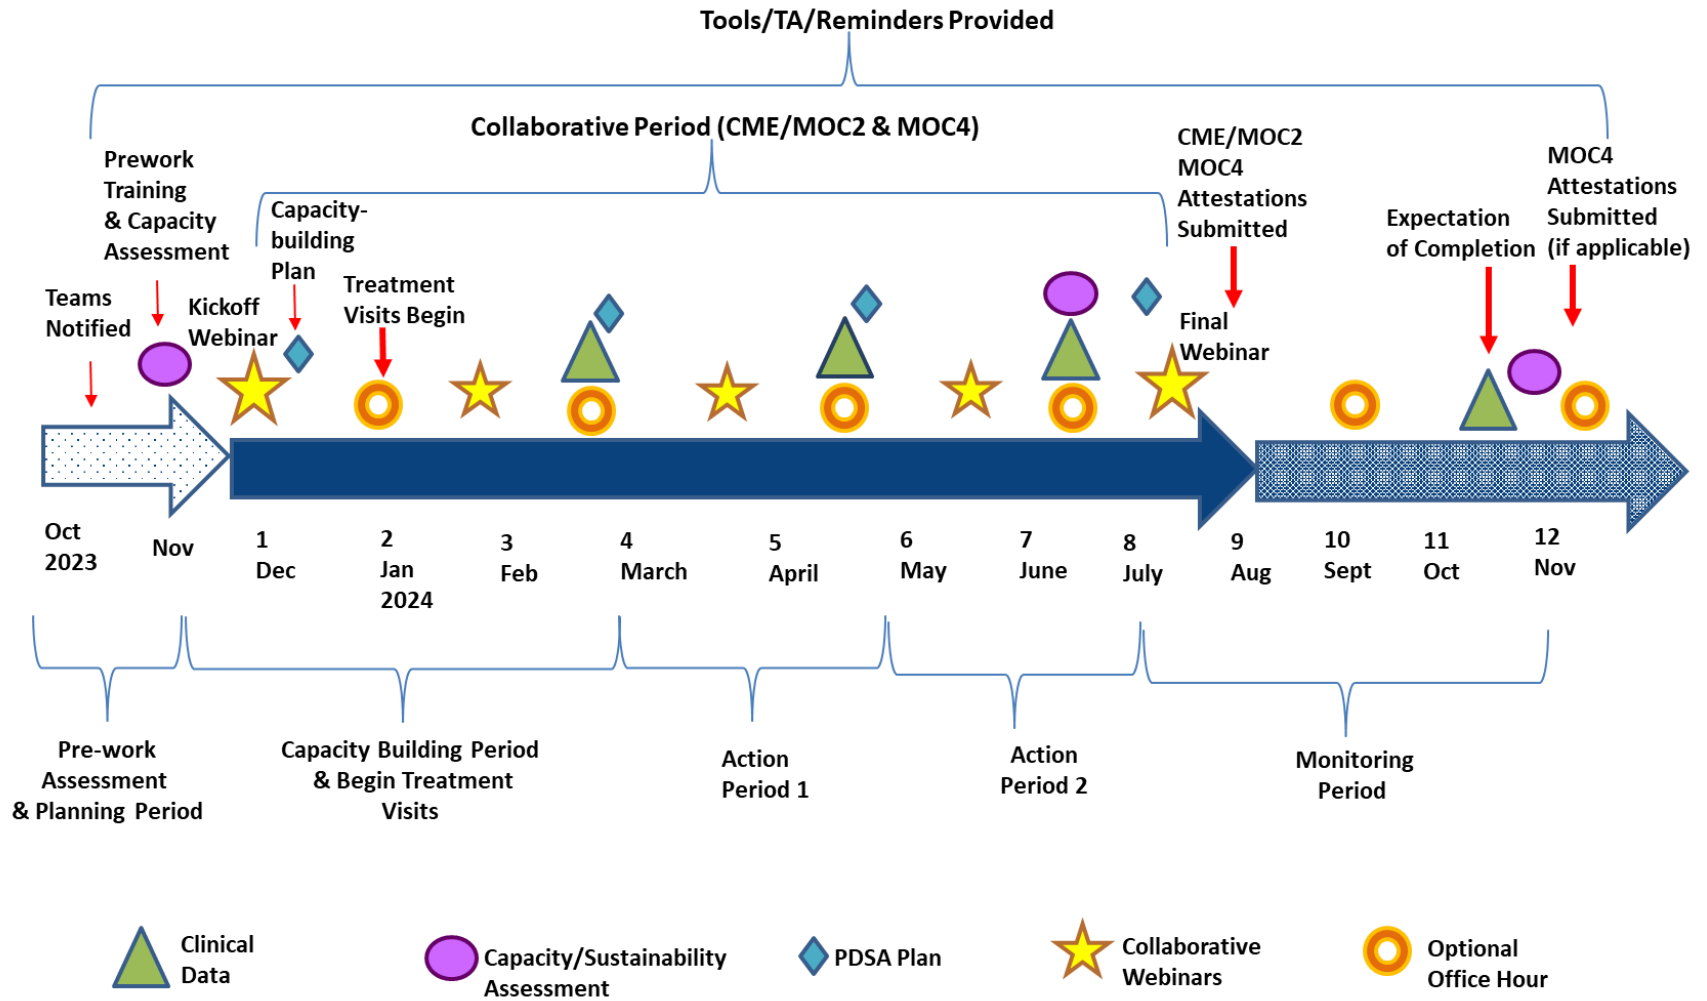 Tools/TA/Reminders Provided
Collaborative Period (CME/MOC2 & MOC4)
Prework
Training
& Capacity
Assessment
Teams
Notified
Kickoff
Webinar
Capacity-
building
Plan
Treatment
Visits Begin
CME/MOC2
MOC4
Attestations
Submitted
Final
Webinar
Expectation
of Completion
MOC4
Attestations
Submitted
(if applicable)
Oct
2023
Nov
1
Dec
2
Jan
2024
3
Feb
4
March
5
April
6
May
7
June
8
July
9
Aug
10
Sept
11
Oct
12
Nov
Pre-work
Assessment
& Planning Period
Capacity Building Period
& Begin Treatment
Visits
Action
Period 1
Action
Period 2
Monitoring
Period
Clinical
Data
Capacity/Sustainability
Assessment
PDSA Plan
Collaborative
Webinars
Optional
Office Hour